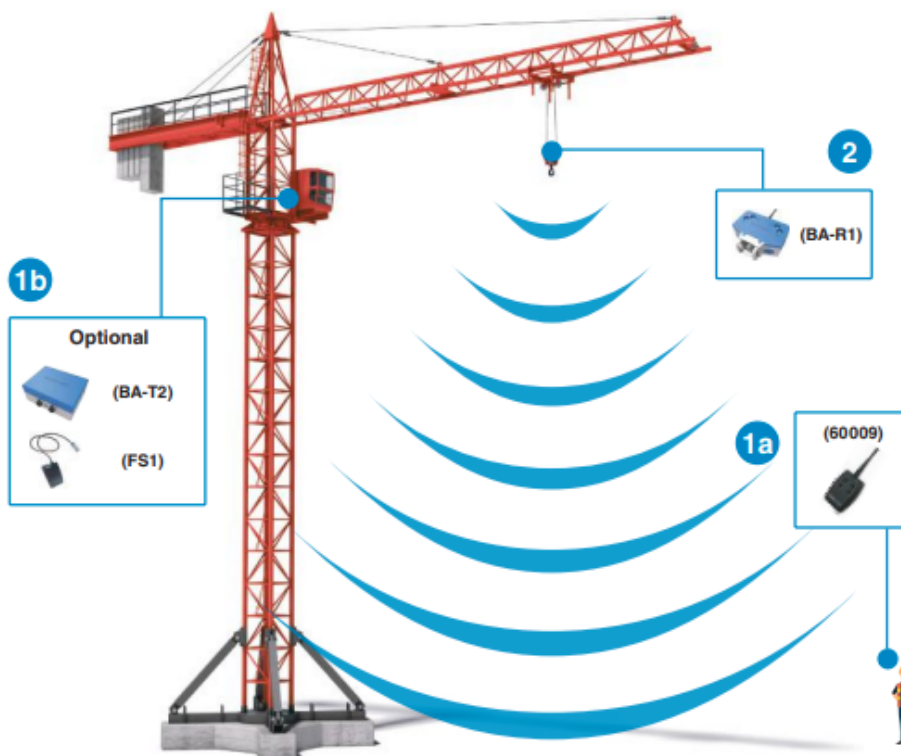 2
(BA-R1)
1b
Optional
(BA-T2)
(FS1)
1a
(60009)